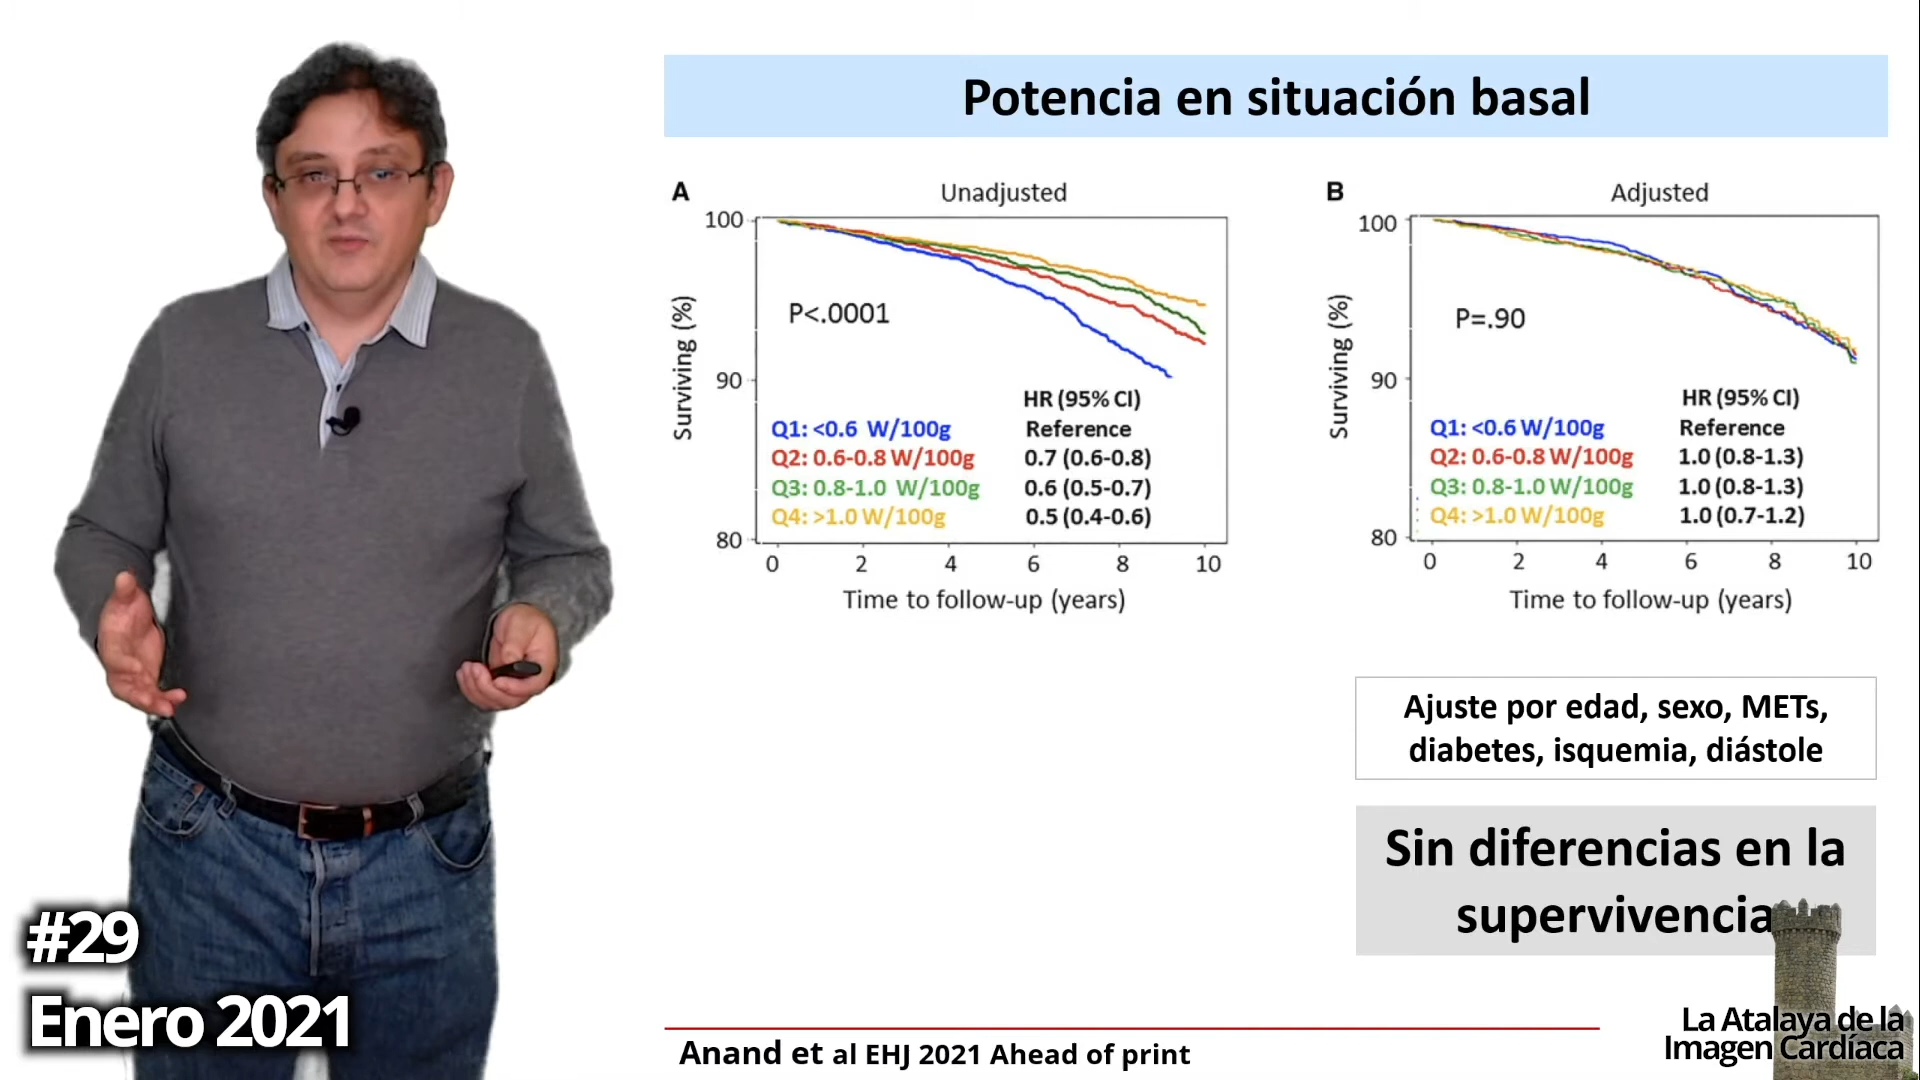 Potencia en situación basal
A
Unadjusted
100
90
80
Surviving (%)
P<.0001
HR (95% CI)
Q1: <0.6 W/100g Reference
Q2: 0.6-0.8 W/100g 0.7 (0.6-0.8)
Q3: 0.8-1.0 W/100g 0.6 (0.5-0.7)
Q4: >1.0 W/100g 0.5 (0.4-0.6)
0 2 4 6 8 10
Time to follow-up (years)
B
Adjusted
100
90
80
Surviving (%)
P=.90
HR (95% CI)
Q1: <0.6 W/100g Reference
Q2: 0.6-0.8 W/100g 1.0 (0.8-1.3)
Q3: 0.8-1.0 W/100g 1.0 (0.8-1.3)
Q4: >1.0 W/100g 1.0 (0.7-1.2)
0 2 4 6 8 10
Time to follow-up (years)
Ajuste por edad, sexo, METs,
diabetes, isquemia, diástole
Sin diferencias en la
supervivencia
#29
Enero 2021
Anand et al EHJ 2021 Ahead of print
La Atalaya de la
Imagen Cardíaca